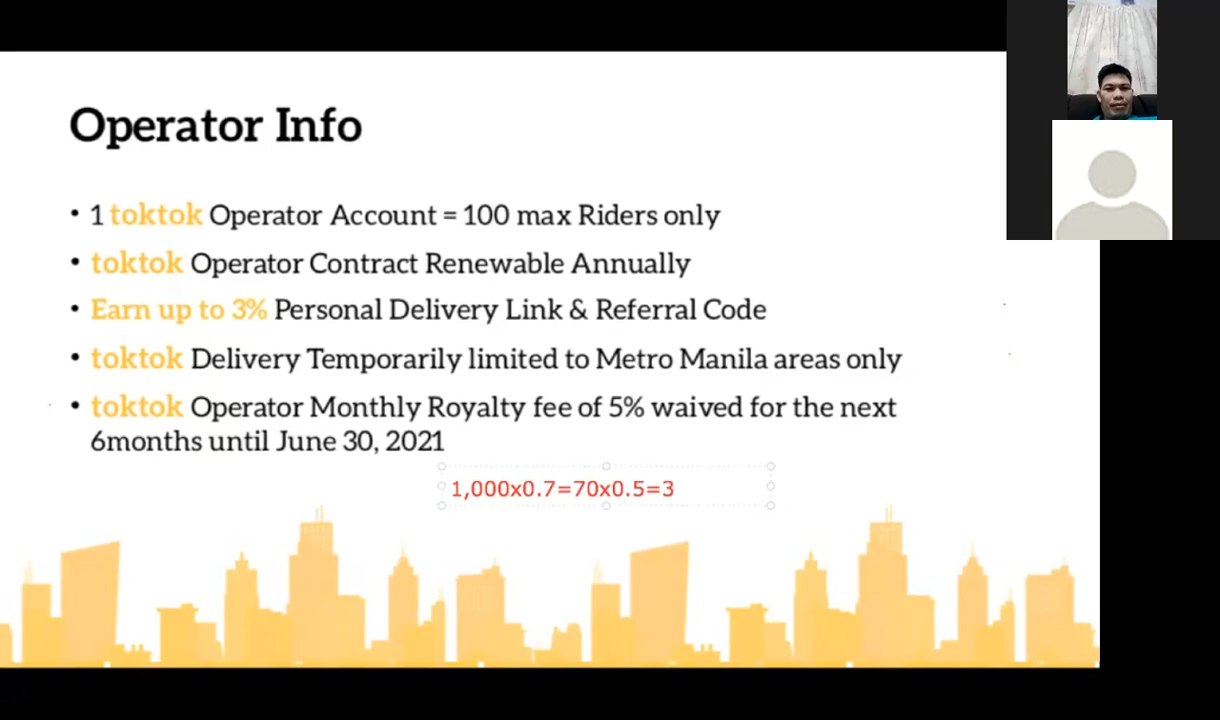 Operator Info
• 1 toktok Operator Account = 100 max Riders only
• toktok Operator Contract Renewable Annually
• Earn up to 3% Personal Delivery Link & Referral Code
• toktok Delivery Temporarily limited to Metro Manila areas only
• toktok Operator Monthly Royalty fee of 5% waived for the next
6months until June 30, 2021
1,000x0.7=70x0.5=3